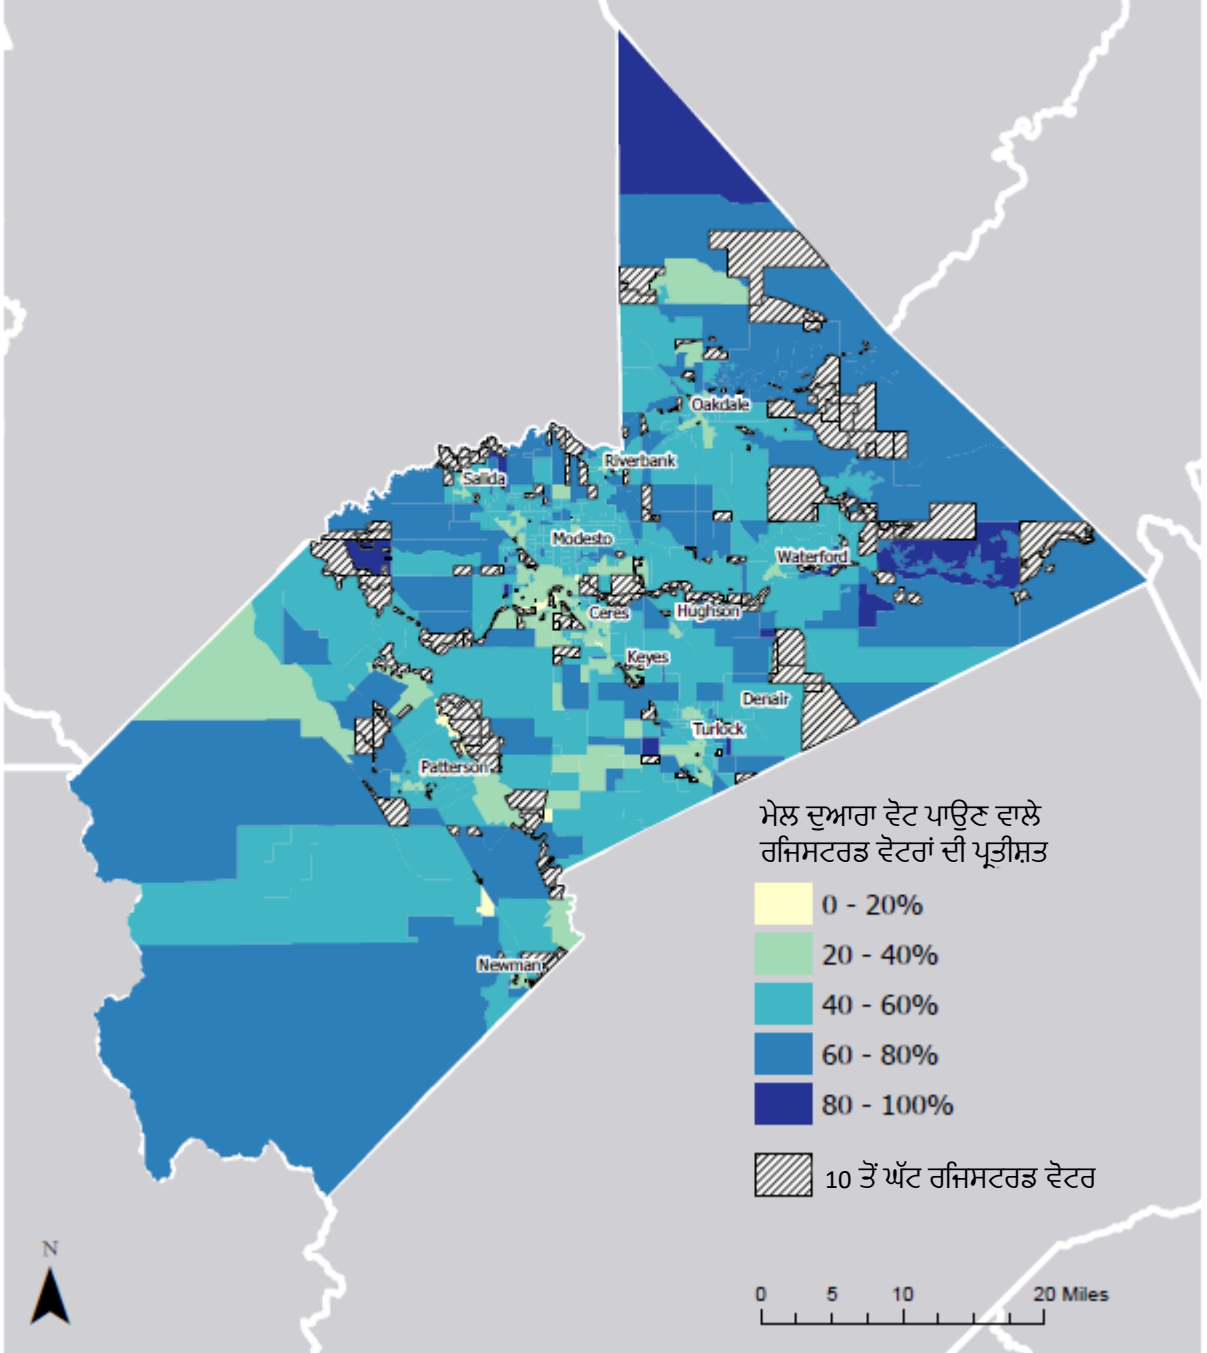 Oakdale
Riverbank
Salida
Modesto
Waterford
Ceres
Hughson
Keyes
Denair
Turlock
Patterson
Newman
ਮੇਲ ਦੁਆਰਾ ਵੋਟ ਪਾਉਣ ਵਾਲੇ
ਰਜਿਸਟਰਡ ਵੋਟਰਾਂ ਦੀ ਪ੍ਰਤੀਸ਼ਤ
0 - 20%
20 - 40%
40 - 60%
60 - 80%
80 - 100%
10 ਤੋਂ ਘੱਟ ਰਜਿਸਟਰਡ ਵੋਟਰ
N
0 5 10 20 Miles